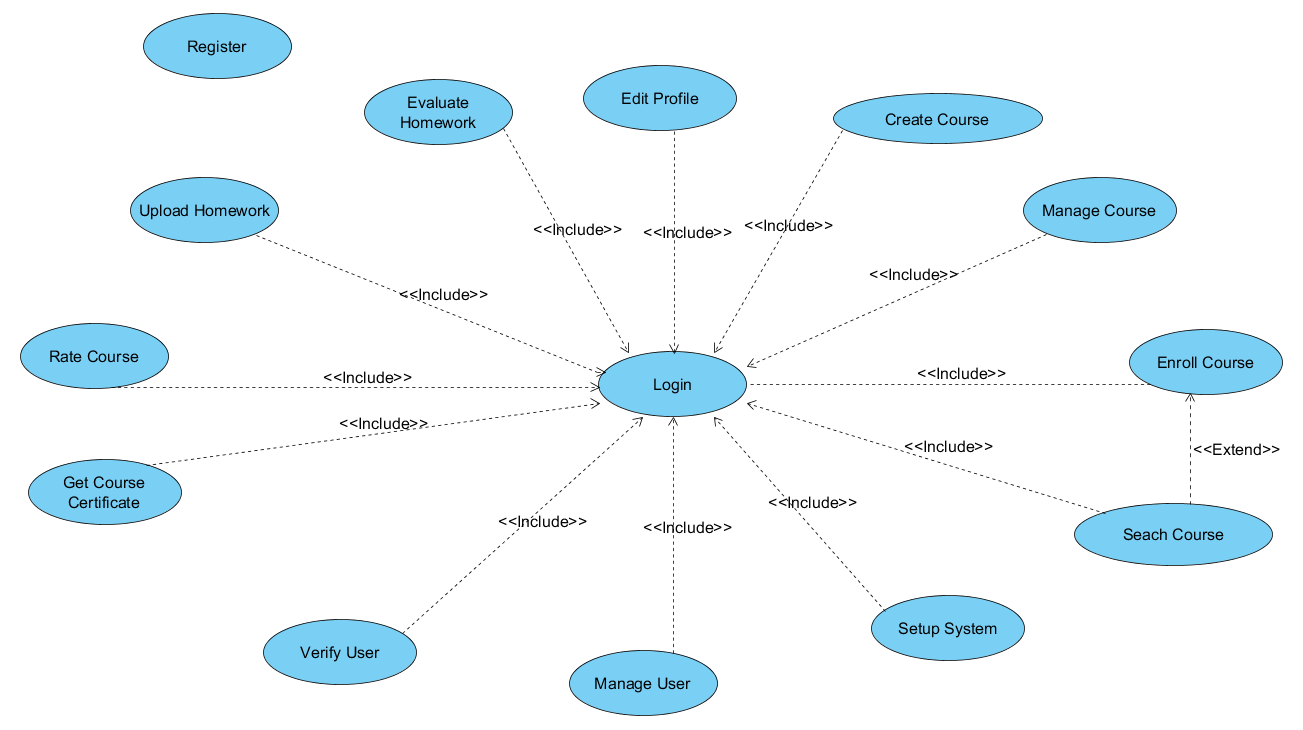 Register
Evaluate
Homework
Edit Profile
Create Course
Upload Homework
Manage Course
<<Include>>
<<Include>>
<<Include>>
<<Include>>
<<Include>>
Rate Course
Enroll Course
<<Include>>
<<Include>>
Login
<<Include>>
<<Include>>
<<Extend>>
Get Course
Certificate
<<Include>>
<<Include>>
<<Include>>
Seach Course
Setup System
Verify User
Manage User